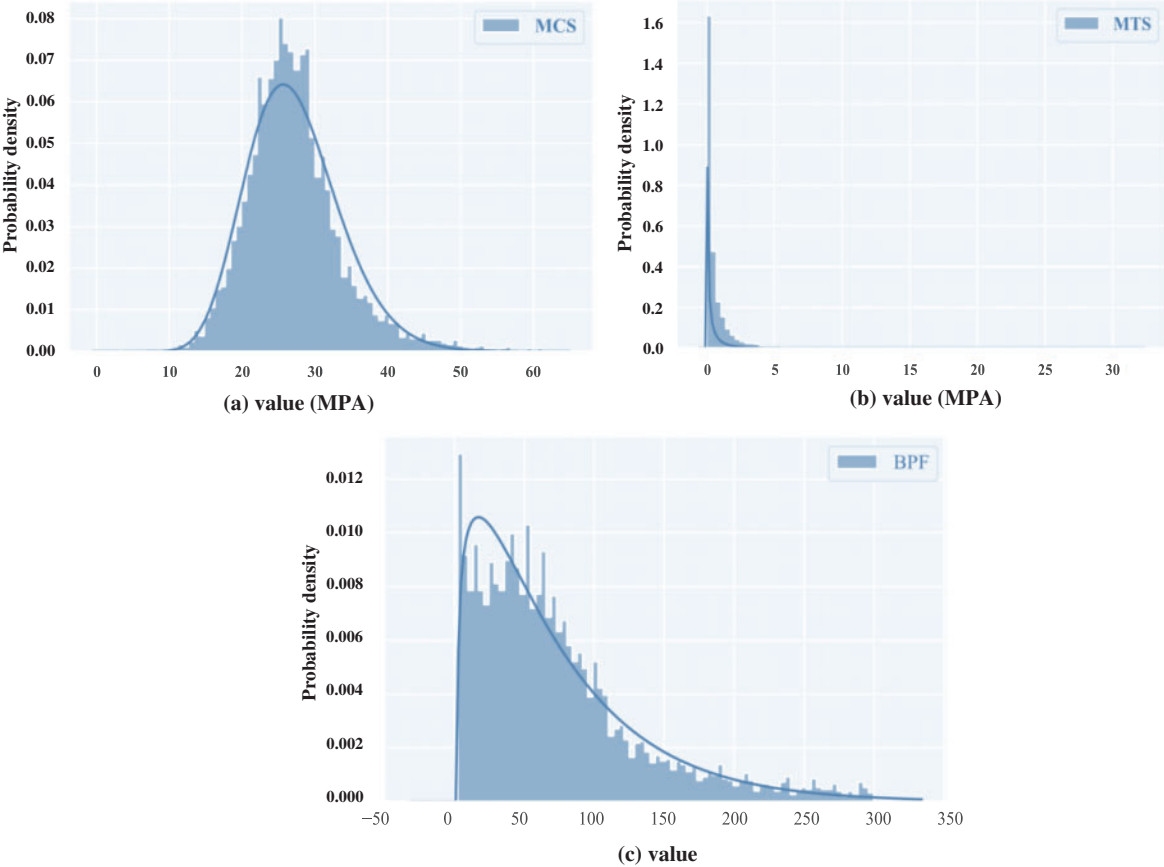 0.08
0.07
0.06
0.05
0.04
0.03
0.02
0.01
0.00
Probability density
MCS
0 10 20 30 40 50 60
(a) value (MPA)
1.6
1.4
1.2
1.0
0.8
0.6
0.4
0.2
0.0
Probability density
MTS
0 5 10 15 20 25 30
(b) value (MPA)
0.012
0.010
0.008
0.006
0.004
0.002
0.000
Probability density
BPF
−50 0 50 100 150 200 250 300 350
(c) value